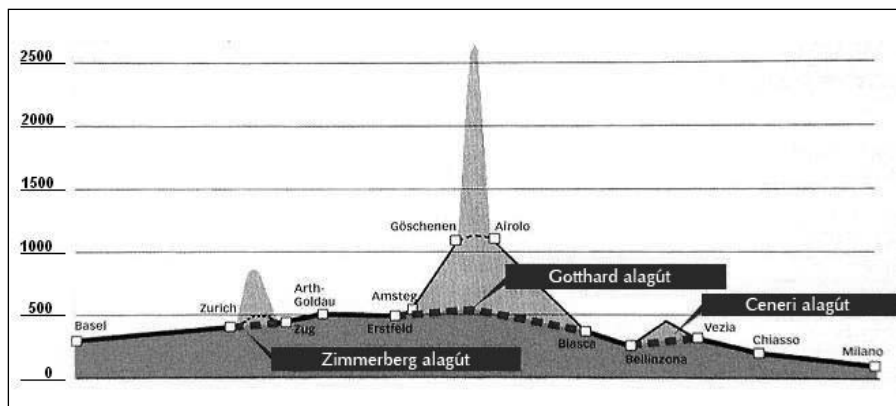 2500
2000
1500
1000
500
0
Basel
Zurich
Zug
Arth-
Goldau
Amsteg
Erstfeld
Göschenen
Airolo
Biasca
Bellinzona
Vezia
Chiasso
Milano
Zimmerberg alagút
Gotthard alagút
Ceneri alagút